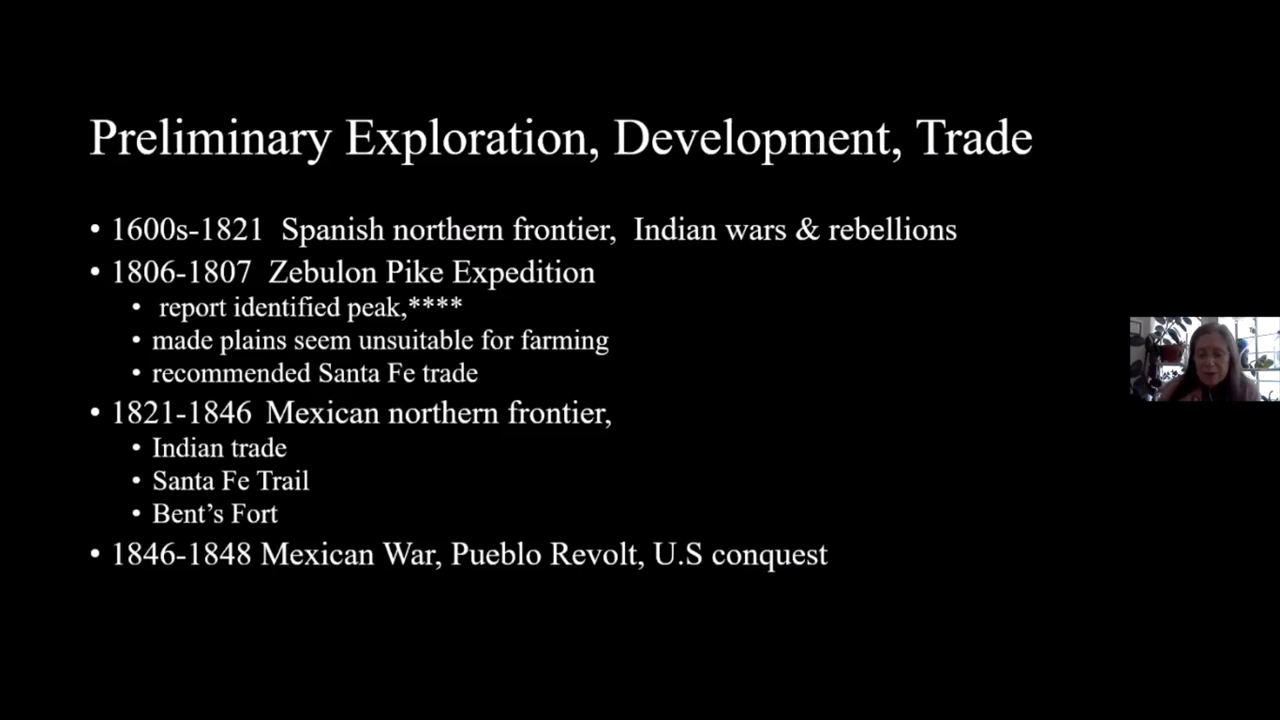 Preliminary Exploration, Development, Trade
• 1600s-1821  Spanish northern frontier,  Indian wars & rebellions
• 1806-1807  Zebulon Pike Expedition
•  report identified peak,****
• made plains seem unsuitable for farming
• recommended Santa Fe trade
• 1821-1846  Mexican northern frontier,
• Indian trade
• Santa Fe Trail
• Bent’s Fort
• 1846-1848 Mexican War, Pueblo Revolt, U.S conquest